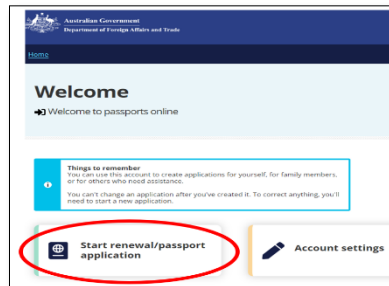 Australian Government
Department of Foreign Affairs and Trade
Home
Welcome
Welcome to passports online
Things to remember
You can use this account to create applications for yourself, for family members,
or for others who need assistance.
You can't change an application after you've created it. To correct anything, you'll
need to start a new application.
Start renewal/passport
application
Account settings